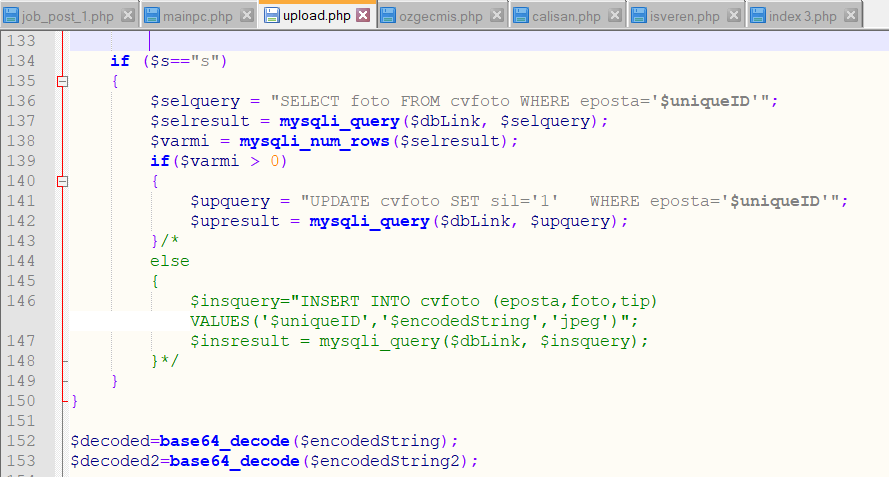 job_post_1.php mainpc.php upload.php ozgecmis.php calisan.php isveren.php index 3.php
133
134 if ($s=="s")
135 {
136 $selquery = "SELECT foto FROM cvfoto WHERE eposta='$uniqueID'";
137 $selresult = mysqli_query($dbLink, $selquery);
138 $varmi = mysqli_num_rows($selresult);
139 if($varmi > 0)
140 {
141 $upquery = "UPDATE cvfoto SET sil='1'   WHERE eposta='$uniqueID'";
142 $upresult = mysqli_query($dbLink, $upquery);
143 }/*
144 else
145 {
146 $insquery="INSERT INTO cvfoto (eposta,foto,tip)
VALUES('$uniqueID','$encodedString','jpeg')";
147 $insresult = mysqli_query($dbLink, $insquery);
148 }*/
149 }
150 }
151
152 $decoded=base64_decode($encodedString);
153 $decoded2=base64_decode($encodedString2);